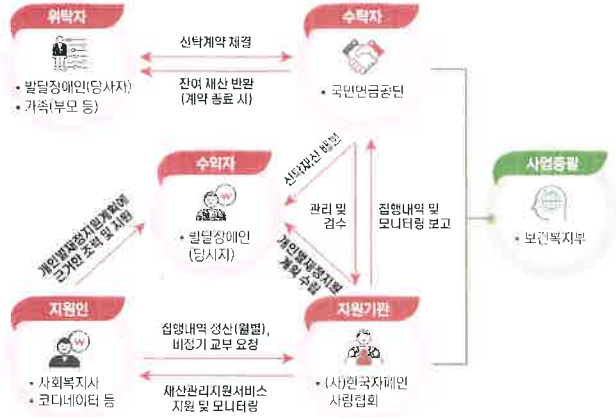 위탁자
• 발달장애인(당사자)
• 가족(부모 등)
신탁계약 체결
잔여 재산 반환
(계약 종료 시)
수탁자
• 국민연금공단
수익자
• 발달장애인
(당사자)
신탁재산 배분
관리 및
검수
집행내역 및
모니터링 보고
사업총괄
• 보건복지부
개인별재정지원계획에
근거한 조력 및 지원
개인별재정지원
계획 수립
지원인
• 사회복지사
• 코디네이터 등
집행내역 정산(월별),
비정기 교부 요청
재산관리지원서비스
지원 및 모니터링
지원기관
• (사)한국자폐인
사랑협회